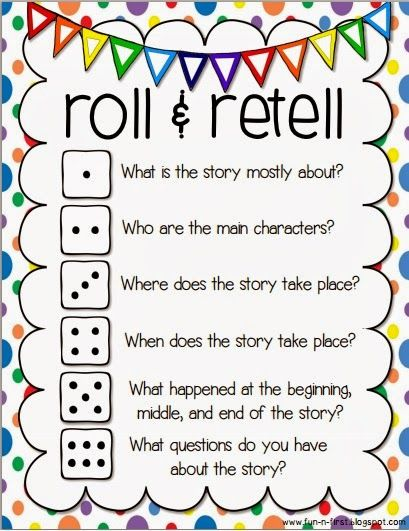 roll & retell
What is the story mostly about?
Who are the main characters?
Where does the story take place?
When does the story take place?
What happened at the beginning,
middle, and end of the story?
What questions do you have
about the story?
www.fun-n-first.blogspot.com